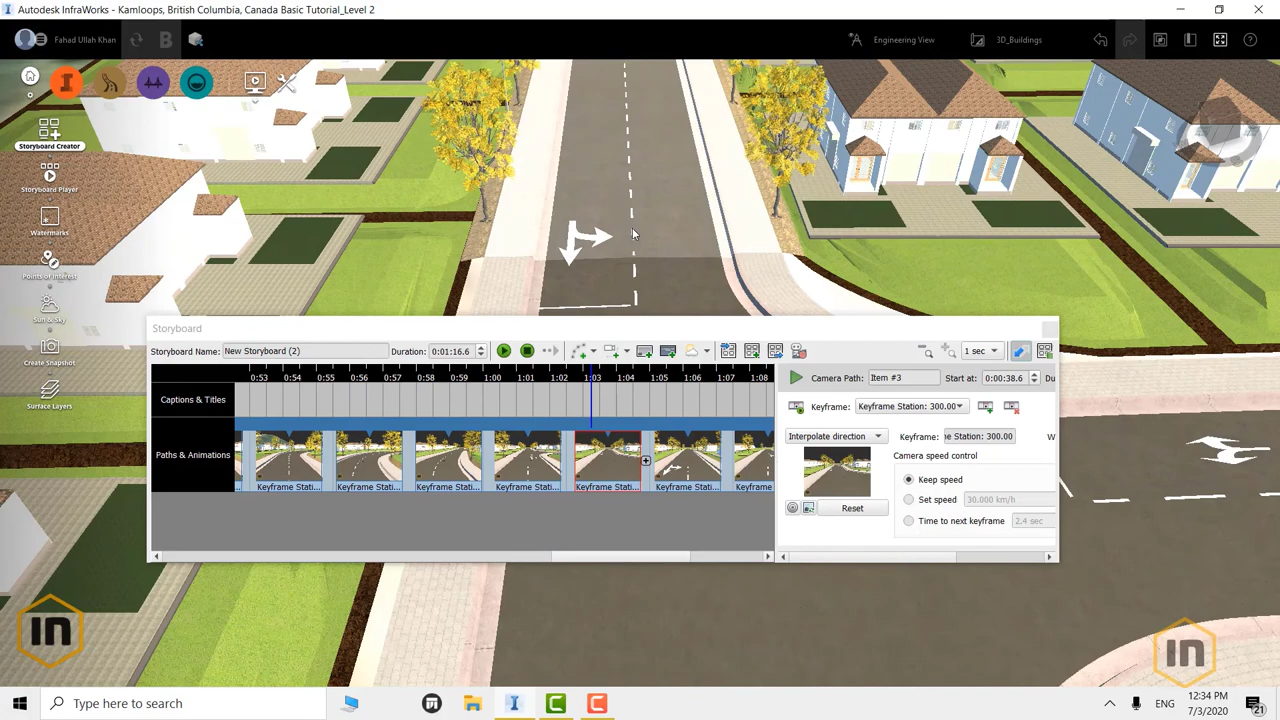 Autodesk InfraWorks - Kamloops, British Columbia, Canada Basic Tutorial_Level 2
Fahad Ullah Khan
Engineering View
3D_Buildings
Storyboard Creator
Storyboard Player
Watermarks
Points of Interest
Sun & Sky
Create Snapshot
Surface Layers
Storyboard
Storyboard Name:
New Storyboard (2)
Duration:
0:01:16.6
1 sec
0:53
0:54
0:55
0:56
0:57
0:58
0:59
1:00
1:01
1:02
1:03
1:04
1:05
1:06
1:07
1:08
Captions & Titles
Paths & Animations
Keyframe Stati...
Keyframe Stati...
Keyframe Stati...
Keyframe Stati...
Keyframe Stati...
Keyframe Stati...
Keyframe
Camera Path:
Item #3
Start at:
0:00:38.6
Du
Keyframe:
Keyframe Station: 300.00
Interpolate direction
Keyframe:
ne Station: 300.00
W
Camera speed control
Keep speed
Set speed
30.000 km/h
Time to next keyframe
2.4 sec
Reset
in
in
Type here to search
ENG
12:34 PM
7/3/2020
21